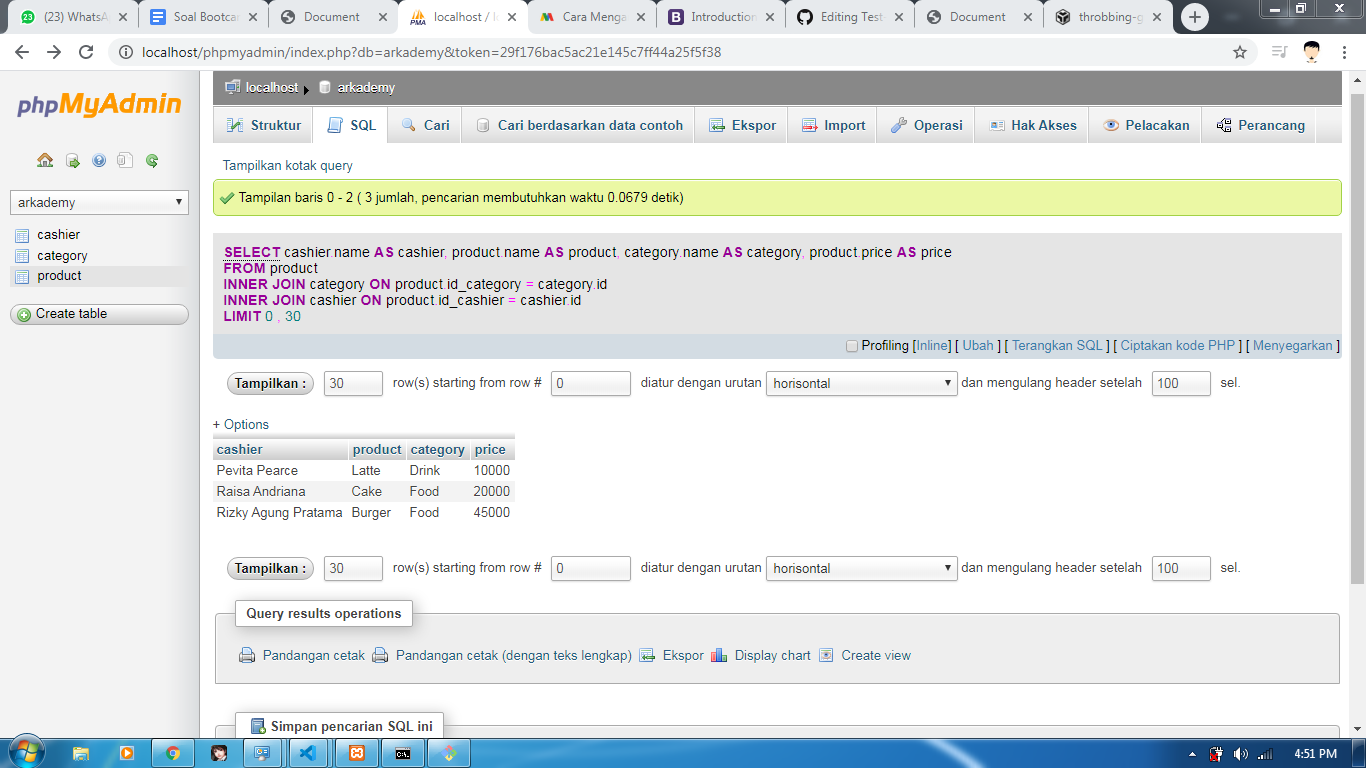 (23) WhatsA
Soal Bootca
Document
localhost / l
Cara Menga
Introduction
Editing Test
Document
throbbing-g
localhost/phpmyadmin/index.php?db=arkademy&token=29f176bac5ac21e145c7ff44a25f5f38
phpMyAdmin
arkademy
cashier
category
product
Create table
localhost
arkademy
Struktur
SQL
Cari
Cari berdasarkan data contoh
Ekspor
Import
Operasi
Hak Akses
Pelacakan
Perancang
Tampilkan kotak query
Tampilan baris 0 - 2 ( 3 jumlah, pencarian membutuhkan waktu 0.0679 detik)
SELECT cashier.name AS cashier, product.name AS product, category.name AS category, product.price AS price
FROM product
INNER JOIN category ON product.id_category = category.id
INNER JOIN cashier ON product.id_cashier = cashier.id
LIMIT 0 , 30
Profiling [Inline] [ Ubah ] [ Terangkan SQL ] [ Ciptakan kode PHP ] [ Menyegarkan ]
Tampilkan : 30 row(s) starting from row # 0 diatur dengan urutan horisontal dan mengulang header setelah 100 sel.
+ Options
cashier product category price
Pevita Pearce Latte Drink 10000
Raisa Andriana Cake Food 20000
Rizky Agung Pratama Burger Food 45000
Tampilkan : 30 row(s) starting from row # 0 diatur dengan urutan horisontal dan mengulang header setelah 100 sel.
Query results operations
Pandangan cetak Pandangan cetak (dengan teks lengkap) Ekspor Display chart Create view
Simpan pencarian SQL ini
4:51 PM